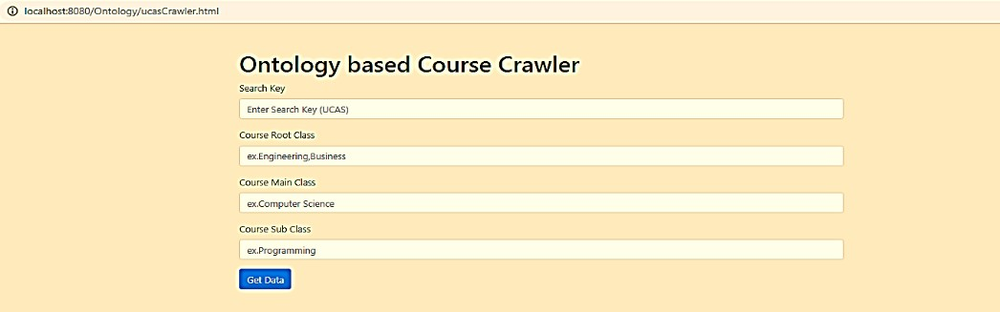 localhost:8080/Ontology/ucasCrawler.html
Ontology based Course Crawler
Search Key
Enter Search Key (UCAS)
Course Root Class
ex.Engineering,Business
Course Main Class
ex.Computer Science
Course Sub Class
ex.Programming
Get Data